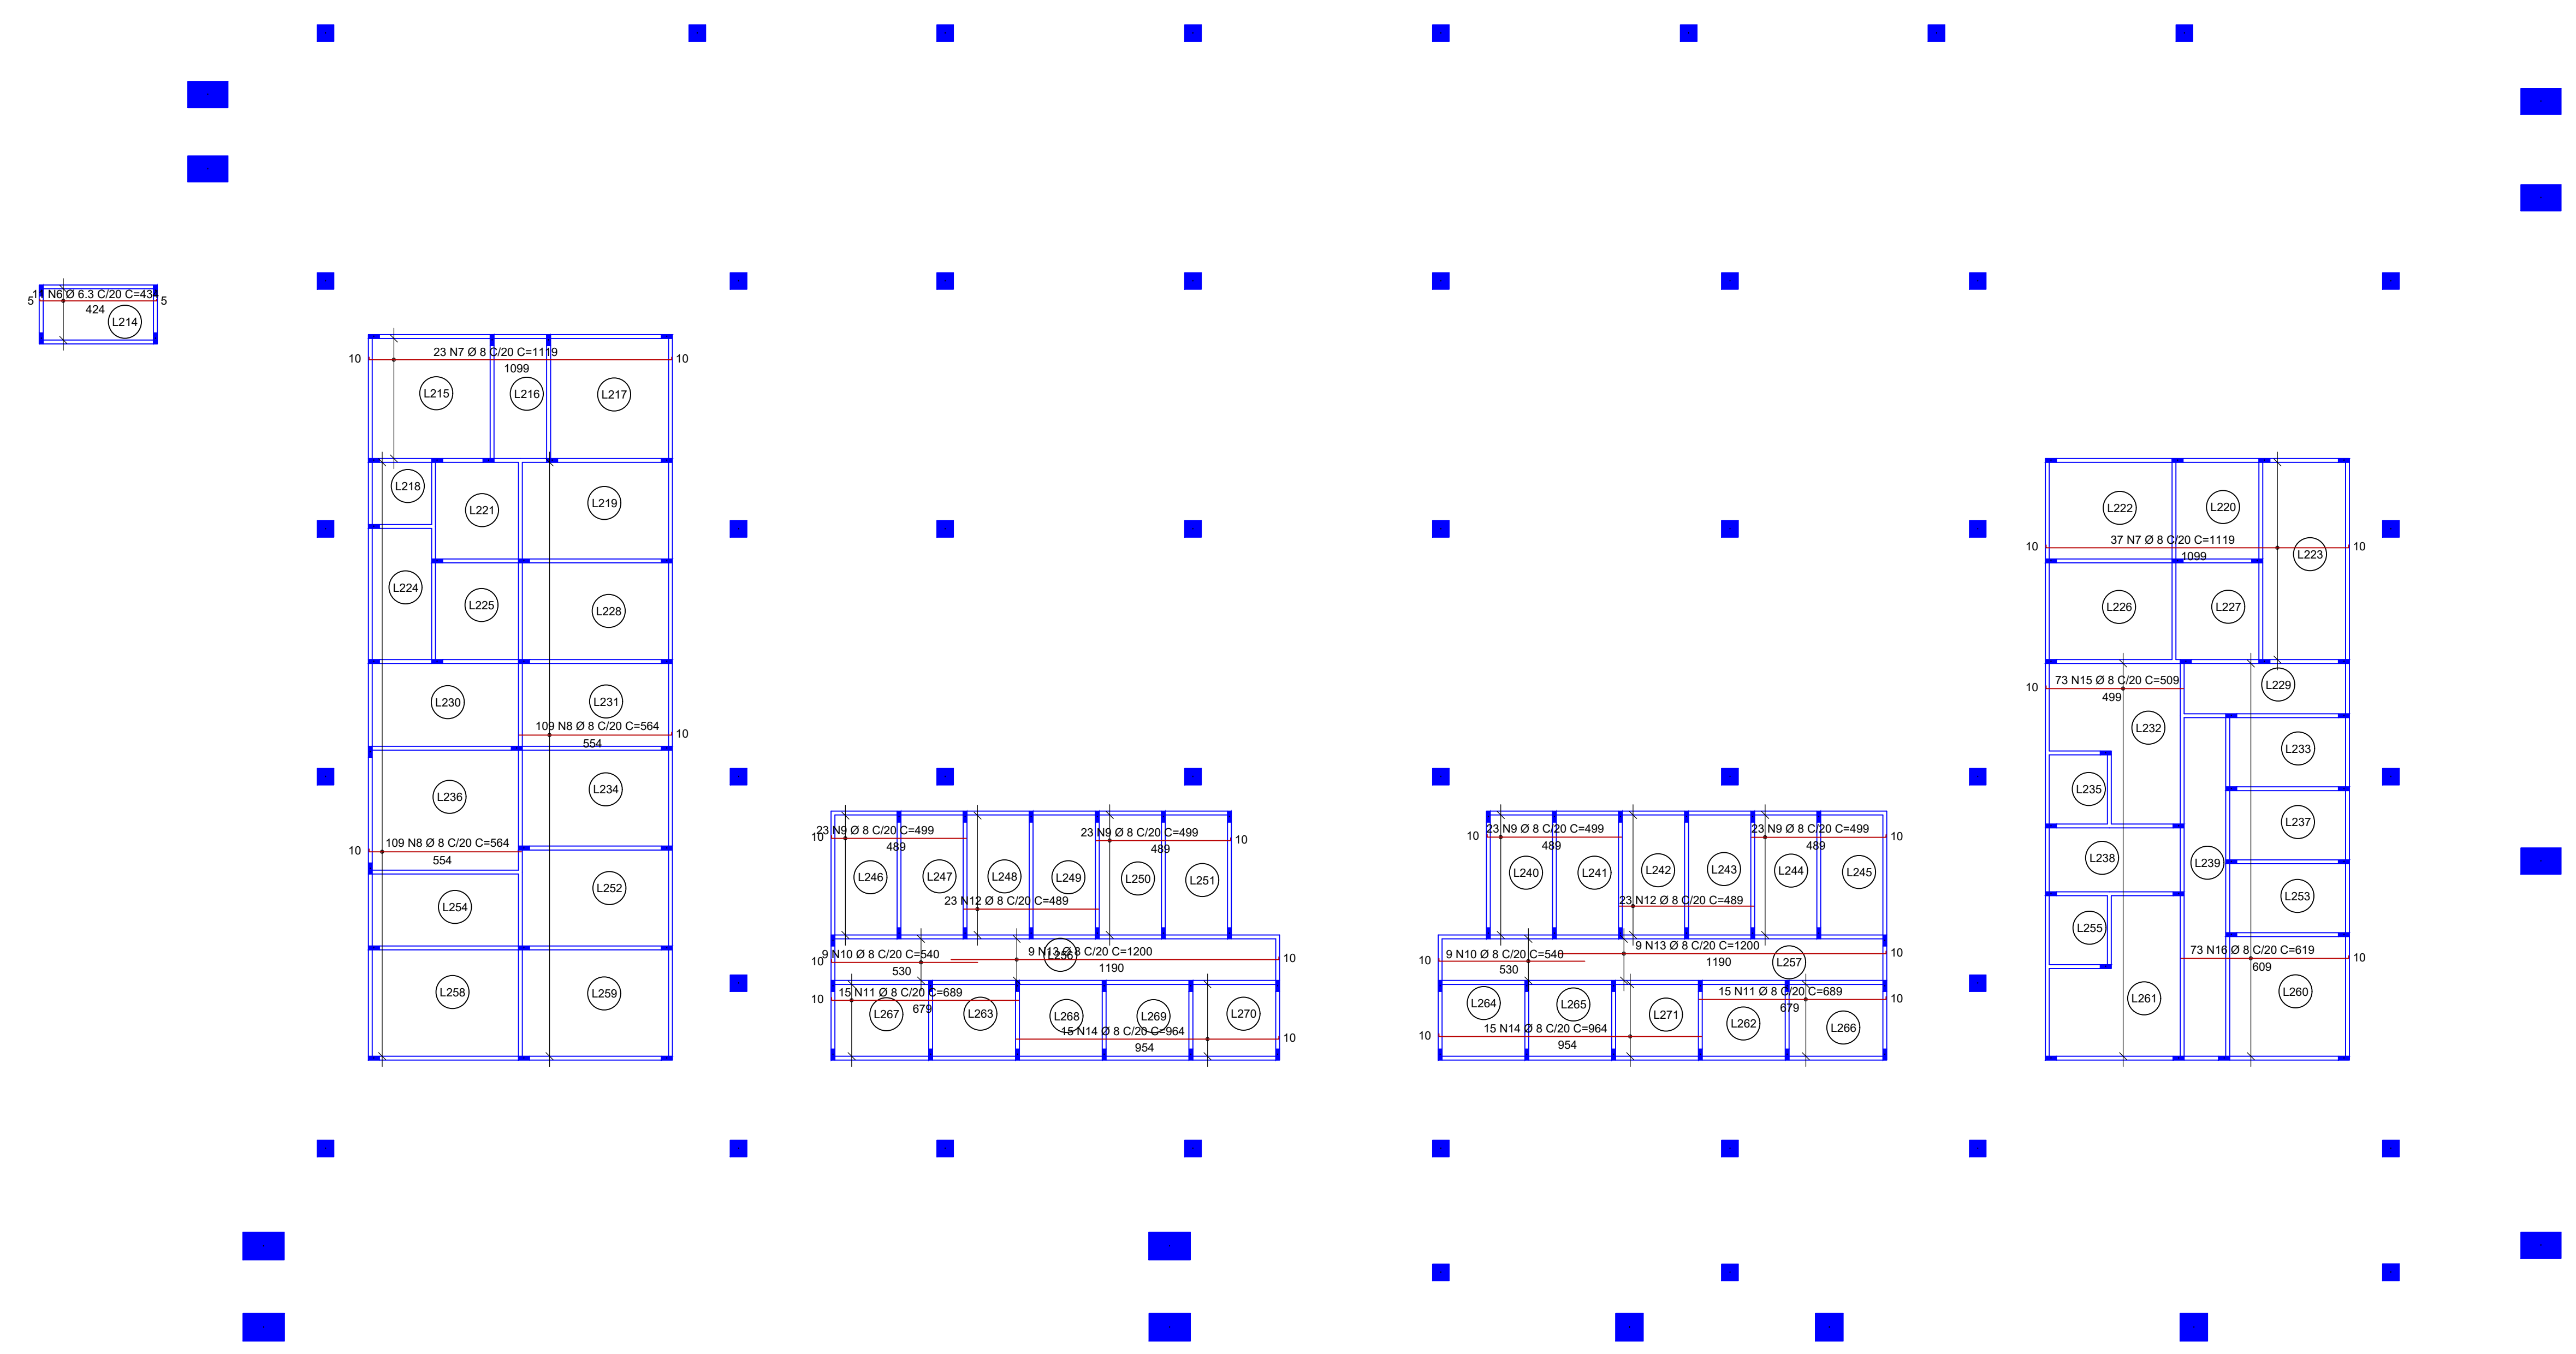 11 N6 Ø 6.3 C/20 C=434
5
5
424
L214
23 N7 Ø 8 C/20 C=1119
10
10
1099
L215
L216
L217
L218
L221
L219
L224
L225
L228
L230
L231
109 N8 Ø 8 C/20 C=564
10
554
L236
L234
109 N8 Ø 8 C/20 C=564
10
554
L252
L254
L258
L259
23 N9 Ø 8 C/20 C=499
10
489
23 N9 Ø 8 C/20 C=499
10
489
L246
L247
L248
L249
L250
L251
23 N12 Ø 8 C/20 C=489
9 N10 Ø 8 C/20 C=540
10
530
9 N13 Ø 8 C/20 C=1200
L256
10
1190
15 N11 Ø 8 C/20 C=689
10
679
L267
L263
L268
L269
L270
15 N14 Ø 8 C/20 C=964
10
954
23 N9 Ø 8 C/20 C=499
10
489
23 N9 Ø 8 C/20 C=499
10
489
L240
L241
L242
L243
L244
L245
23 N12 Ø 8 C/20 C=489
9 N10 Ø 8 C/20 C=540
10
530
9 N13 Ø 8 C/20 C=1200
10
1190
L257
15 N11 Ø 8 C/20 C=689
10
679
L264
L265
L271
L262
L266
15 N14 Ø 8 C/20 C=964
10
954
L222
L220
37 N7 Ø 8 C/20 C=1119
10
10
1099
L223
L226
L227
73 N15 Ø 8 C/20 C=509
10
499
L229
L232
L233
L235
L237
L238
L239
L253
L255
73 N16 Ø 8 C/20 C=619
10
609
L261
L260